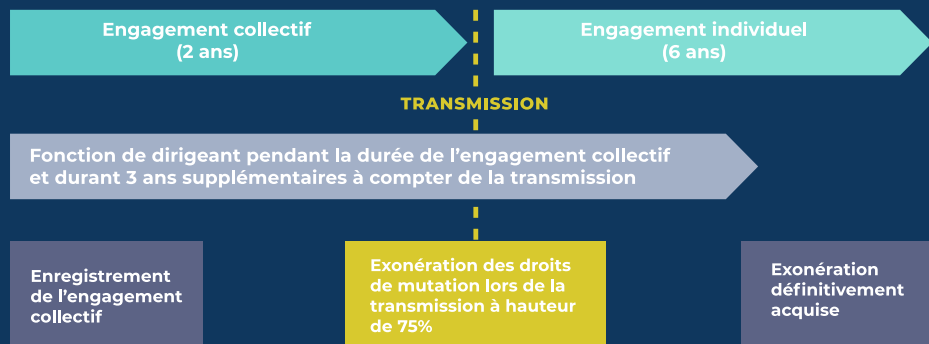 Engagement collectif
(2 ans)
Engagement individuel
(6 ans)
TRANSMISSION
Fonction de dirigeant pendant la durée de l'engagement collectif
et durant 3 ans supplémentaires à compter de la transmission
Enregistrement
de l'engagement
collectif
Exonération des droits
de mutation lors de la
transmission à hauteur
de 75%
Exonération
définitivement
acquise